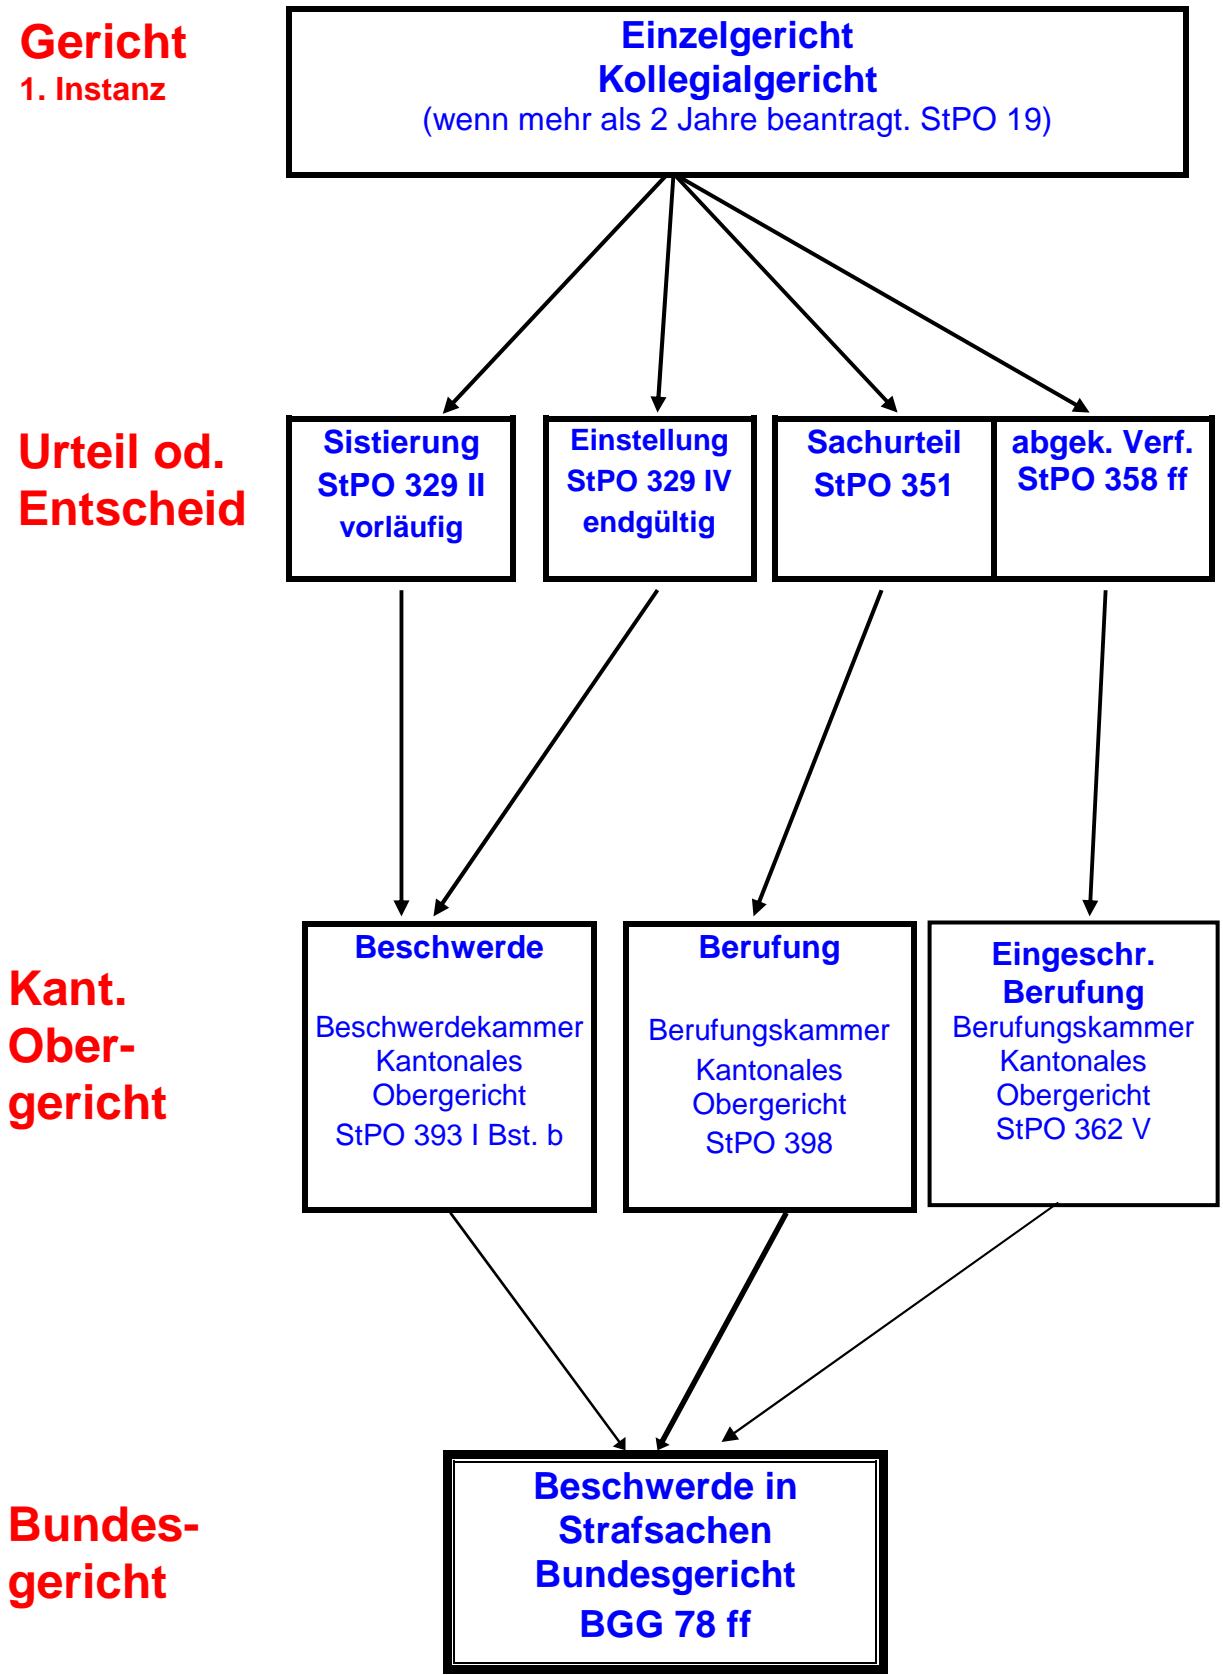 Gericht
1. Instanz
Einzelgericht
Kollegialgericht
(wenn mehr als 2 Jahre beantragt. StPO 19)
Urteil od.
Entscheid
Sistierung
StPO 329 II
vorläufig
Einstellung
StPO 329 IV
endgültig
Sachurteil
StPO 351
abgek. Verf.
StPO 358 ff
Kant.
Ober-
gericht
Beschwerde
Beschwerdekammer
Kantonales
Obergericht
StPO 393 I Bst. b
Berufung
Berufungskammer
Kantonales
Obergericht
StPO 398
Eingeschr.
Berufung
Berufungskammer
Kantonales
Obergericht
StPO 362 V
Bundes-
gericht
Beschwerde in
Strafsachen
Bundesgericht
BGG 78 ff